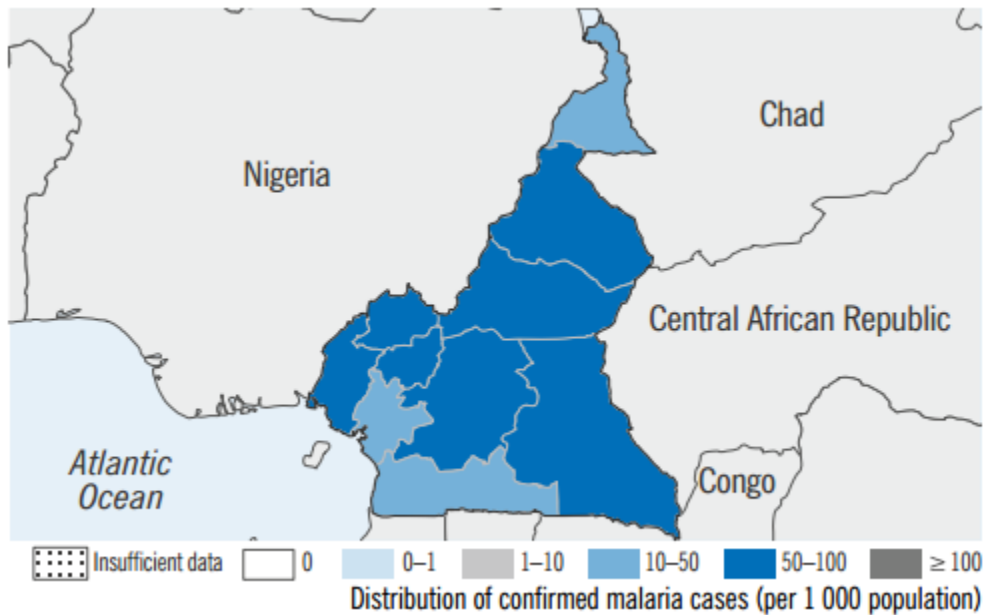 Chad
Nigeria
Central African Republic
Atlantic
Ocean
Congo
Insufficient data 0 0–1 1–10 10–50 50–100 ≥ 100
Distribution of confirmed malaria cases (per 1 000 population)